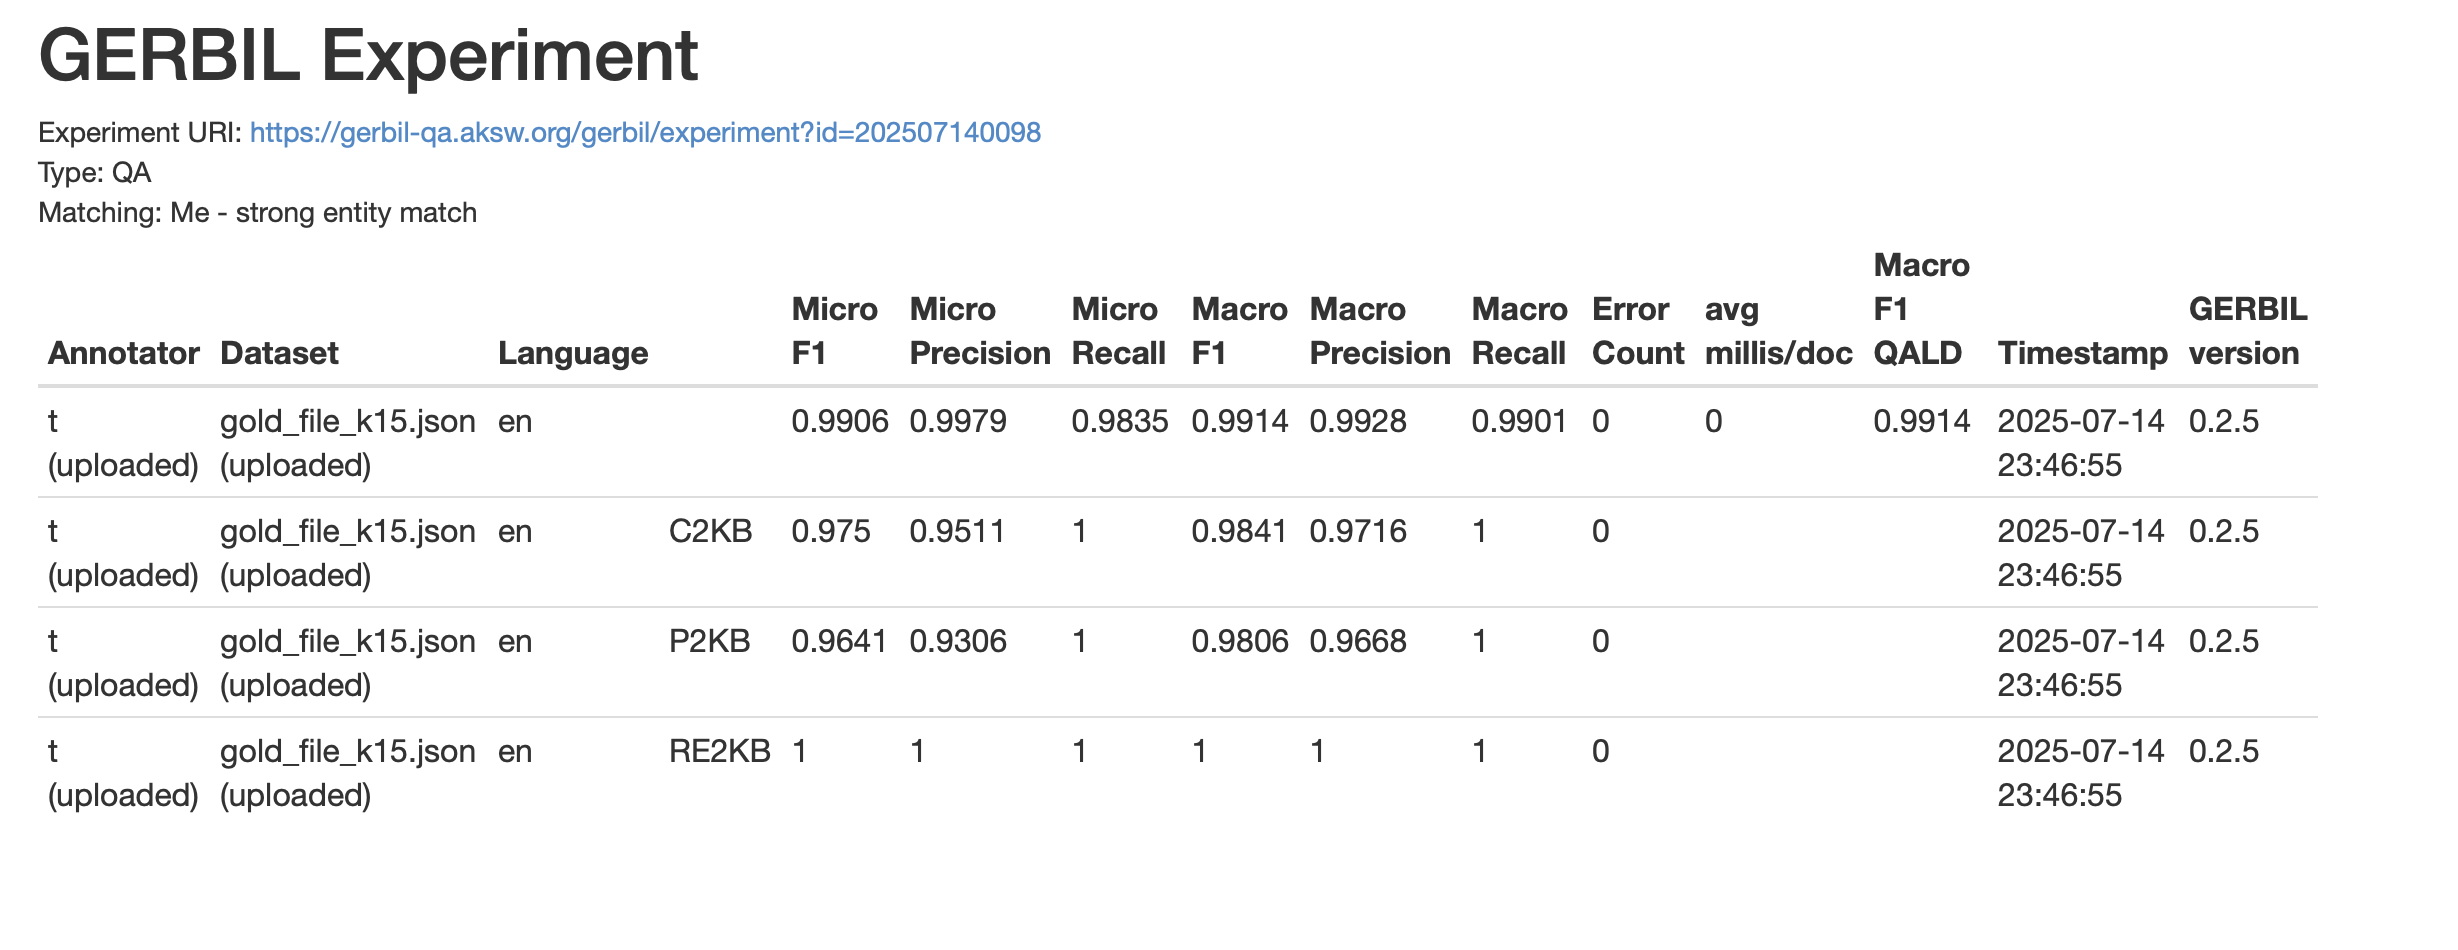 GERBIL Experiment
Experiment URI: https://gerbil-qa.aksw.org/gerbil/experiment?id=202507140098
Type: QA
Matching: Me - strong entity match
Annotator Dataset Language Micro F1 Micro Precision Micro Recall Macro F1 Macro Precision Macro Recall Error Count avg millis/doc Macro F1 QALD Timestamp GERBIL version
t (uploaded) gold_file_k15.json (uploaded) en 0.9906 0.9979 0.9835 0.9914 0.9928 0.9901 0 0 0.9914 2025-07-14 23:46:55 0.2.5
t (uploaded) gold_file_k15.json (uploaded) en C2KB 0.975 0.9511 1 0.9841 0.9716 1 0 2025-07-14 23:46:55 0.2.5
t (uploaded) gold_file_k15.json (uploaded) en P2KB 0.9641 0.9306 1 0.9806 0.9668 1 0 2025-07-14 23:46:55 0.2.5
t (uploaded) gold_file_k15.json (uploaded) en RE2KB 1 1 1 1 1 1 0 2025-07-14 23:46:55 0.2.5